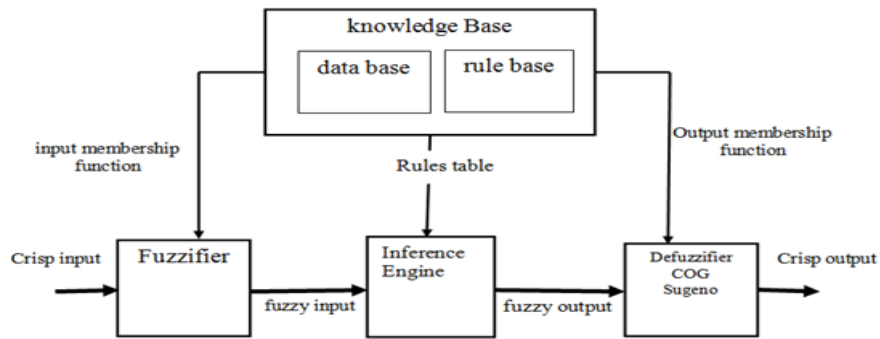 knowledge Base
data base
rule base
input membership
function
Rules table
Output membership
function
Crisp input
Fuzzifier
fuzzy input
Inference
Engine
fuzzy output
Defuzzifier
COG
Sugeno
Crisp output